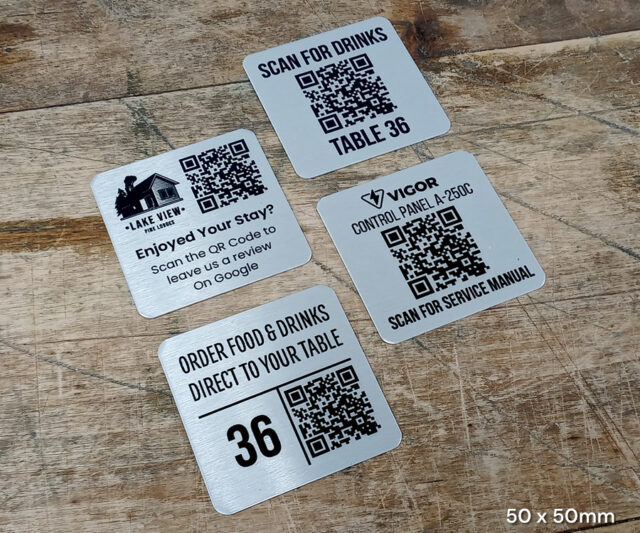 SCAN FOR DRINKS
TABLE 36
LAKE VIEW
PINE LODGES
Enjoyed Your Stay?
Scan the QR Code to
leave us a review
On Google
VIGOR
CONTROL PANEL A-250C
SCAN FOR SERVICE MANUAL
ORDER FOOD & DRINKS
DIRECT TO YOUR TABLE
36
50 x 50mm